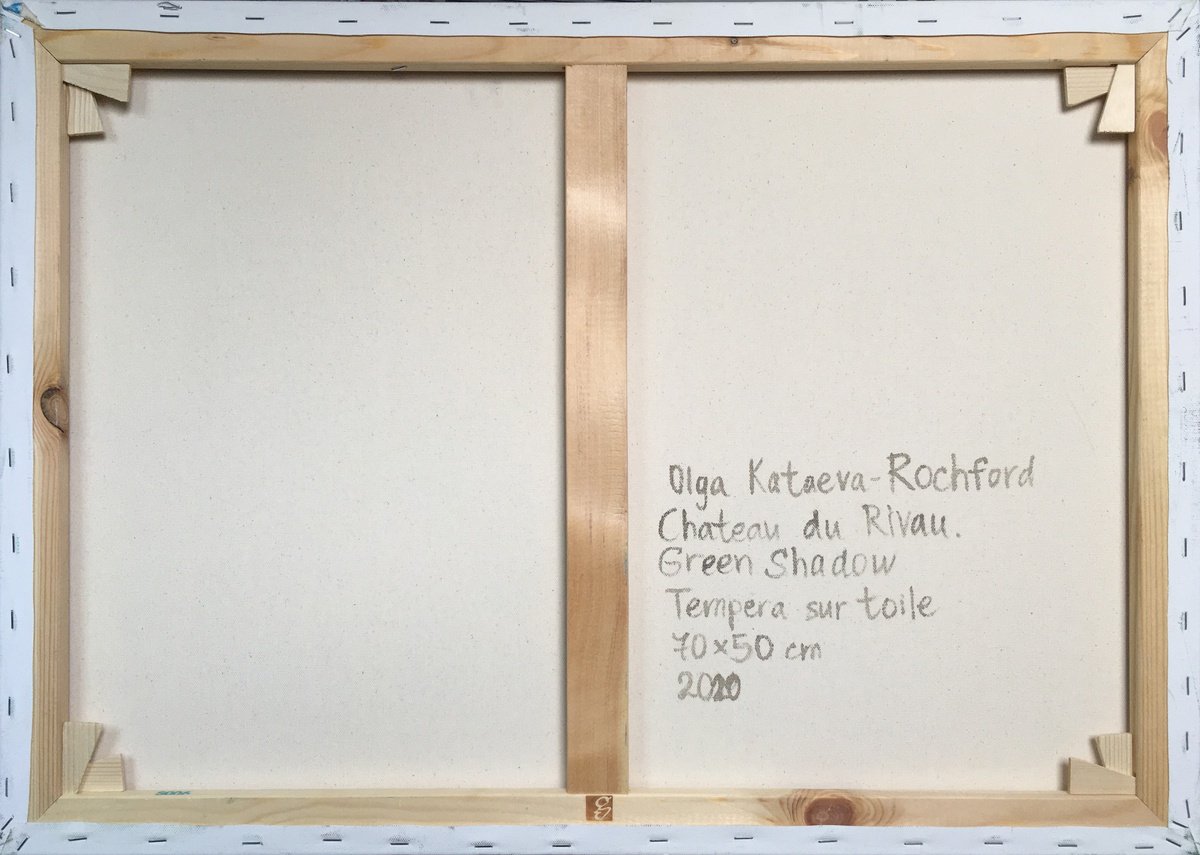 Olga Kataeva-Rochford
Chateau du Rivau.
Green Shadow
Tempera sur toile
70×50 cm
2020